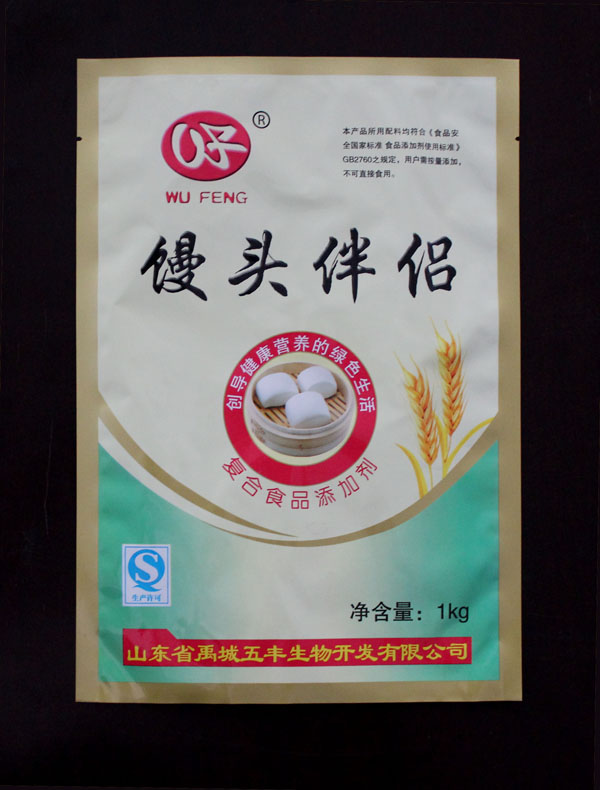 ®
本产品所用配料均符合《食品安
全国家标准 食品添加剂使用标准》
GB2760之规定，用户需按量添加，
不可直接食用。
WU FENG
馒头伴侣
创导健康营养的绿色生活
复合食品添加剂
生产许可
净含量：1kg
山东省禹城五丰生物开发有限公司